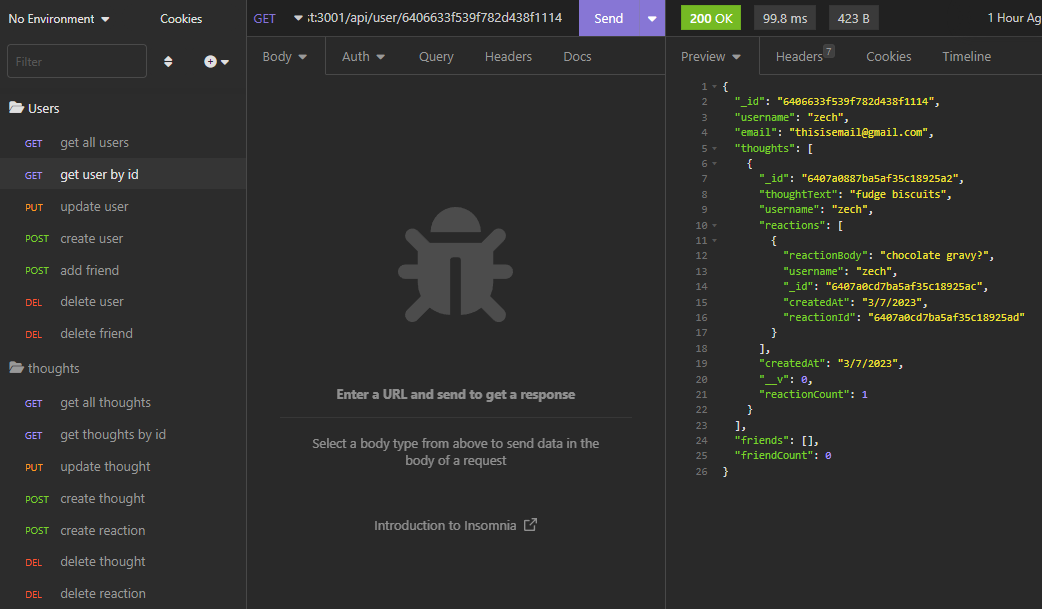 No Environment
Cookies
Filter
Users
GET get all users
GET get user by id
PUT update user
POST create user
POST add friend
DEL delete user
DEL delete friend
thoughts
GET get all thoughts
GET get thoughts by id
PUT update thought
POST create thought
POST create reaction
DEL delete thought
DEL delete reaction
GET t:3001/api/user/6406633f539f782d438f1114 Send
Body Auth Query Headers Docs
Enter a URL and send to get a response
Select a body type from above to send data in the
body of a request
Introduction to Insomnia
200 OK 99.8 ms 423 B 1 Hour Ag
Preview Headers 7 Cookies Timeline
1 {
2 "_id": "6406633f539f782d438f1114",
3 "username": "zech",
4 "email": "thisisemail@gmail.com",
5 "thoughts": [
6 {
7 "_id": "6407a0887ba5af35c18925a2",
8 "thoughtText": "fudge biscuits",
9 "username": "zech",
10 "reactions": [
11 {
12 "reactionBody": "chocolate gravy?",
13 "username": "zech",
14 "_id": "6407a0cd7ba5af35c18925ac",
15 "createdAt": "3/7/2023",
16 "reactionId": "6407a0cd7ba5af35c18925ad"
17 }
18 ],
19 "createdAt": "3/7/2023",
20 "__v": 0,
21 "reactionCount": 1
22 }
23 ],
24 "friends": [],
25 "friendCount": 0
26 }